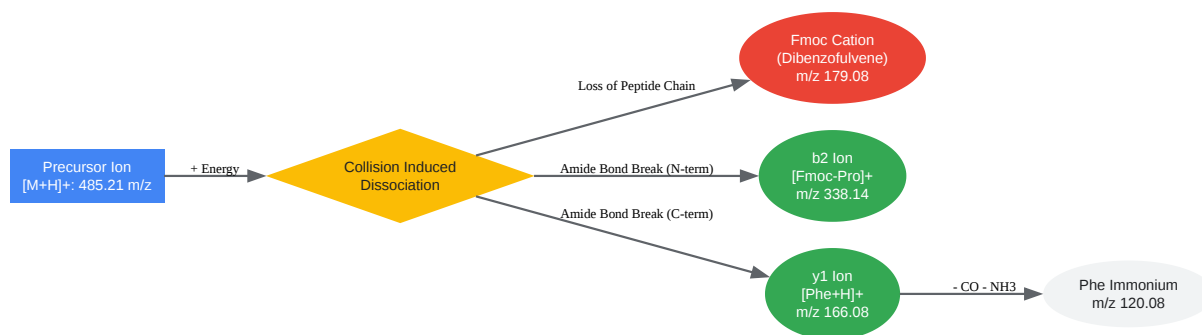 Precursor Ion
[M+H]+: 485.21 m/z
+ Energy
Collision Induced
Dissociation
Loss of Peptide Chain
Fmoc Cation
(Dibenzofulvene)
m/z 179.08
Amide Bond Break (N-term)
b2 Ion
[Fmoc-Pro]+
m/z 338.14
Amide Bond Break (C-term)
y1 Ion
[Phe+H]+
m/z 166.08
- CO - NH3
Phe Immonium
m/z 120.08